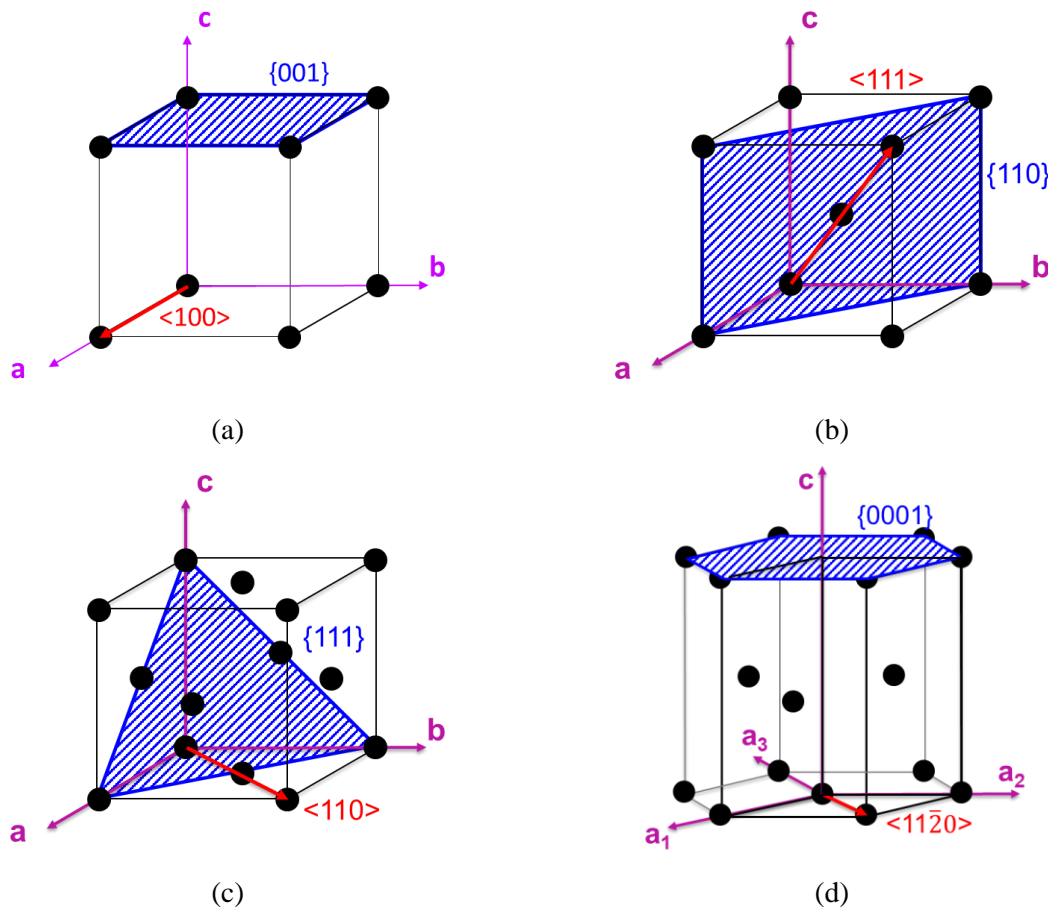 c
{001}
b
<100>
a
(a)
c
<111>
{110}
b
a
(b)
c
{111}
b
<110>
a
(c)
c
{0001}
a₃
a₂
<112̅0>
a₁
(d)